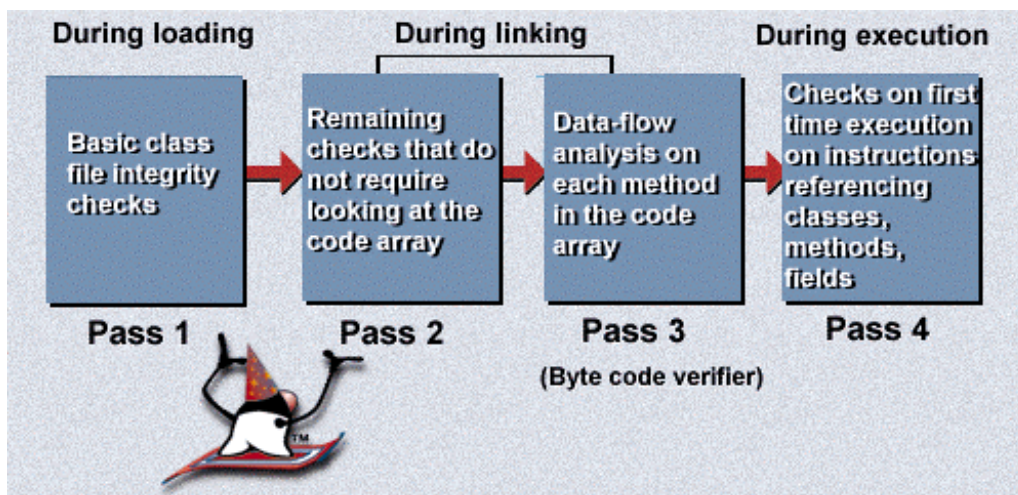 During loading
During linking
During execution
Basic class
file integrity
checks
Remaining
checks that do
not require
looking at the
code array
Data-flow
analysis on
each method
in the code
array
Checks on first
time execution
on instructions
referencing
classes,
methods,
fields
Pass 1
Pass 2
Pass 3
Pass 4
(Byte code verifier)
TM